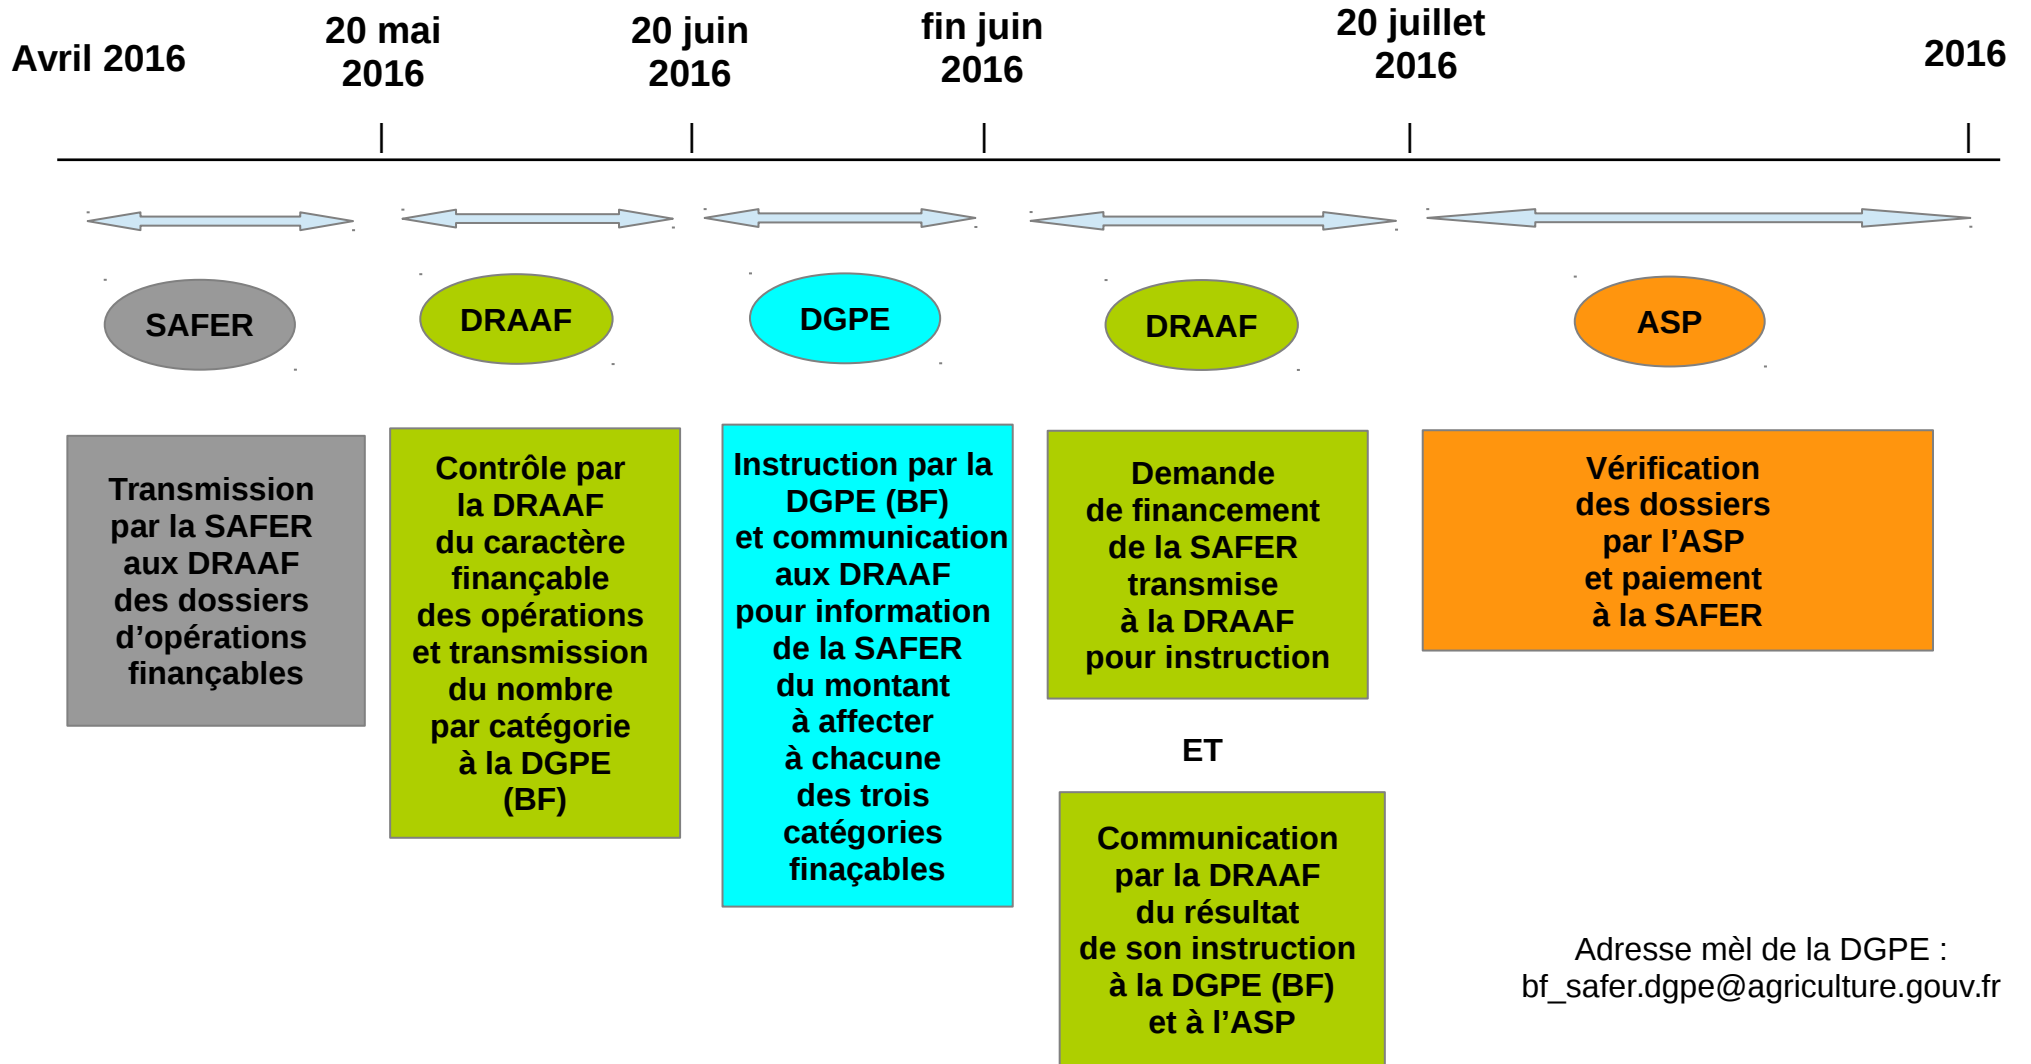 Avril 2016
20 mai
2016
20 juin
2016
fin juin
2016
20 juillet
2016
2016
SAFER
DRAAF
DGPE
DRAAF
ASP
Transmission
par la SAFER
aux DRAAF
des dossiers
d’opérations
finançables
Contrôle par
la DRAAF
du caractère
finançable
des opérations
et transmission
du nombre
par catégorie
à la DGPE
(BF)
Instruction par la
DGPE (BF)
et communication
aux DRAAF
pour information
de la SAFER
du montant
à affecter
à chacune
des trois
catégories
finaçables
Demande
de financement
de la SAFER
transmise
à la DRAAF
pour instruction
ET
Communication
par la DRAAF
du résultat
de son instruction
à la DGPE (BF)
et à l’ASP
Vérification
des dossiers
par l’ASP
et paiement
à la SAFER
Adresse mèl de la DGPE :
bf_safer.dgpe@agriculture.gouv.fr